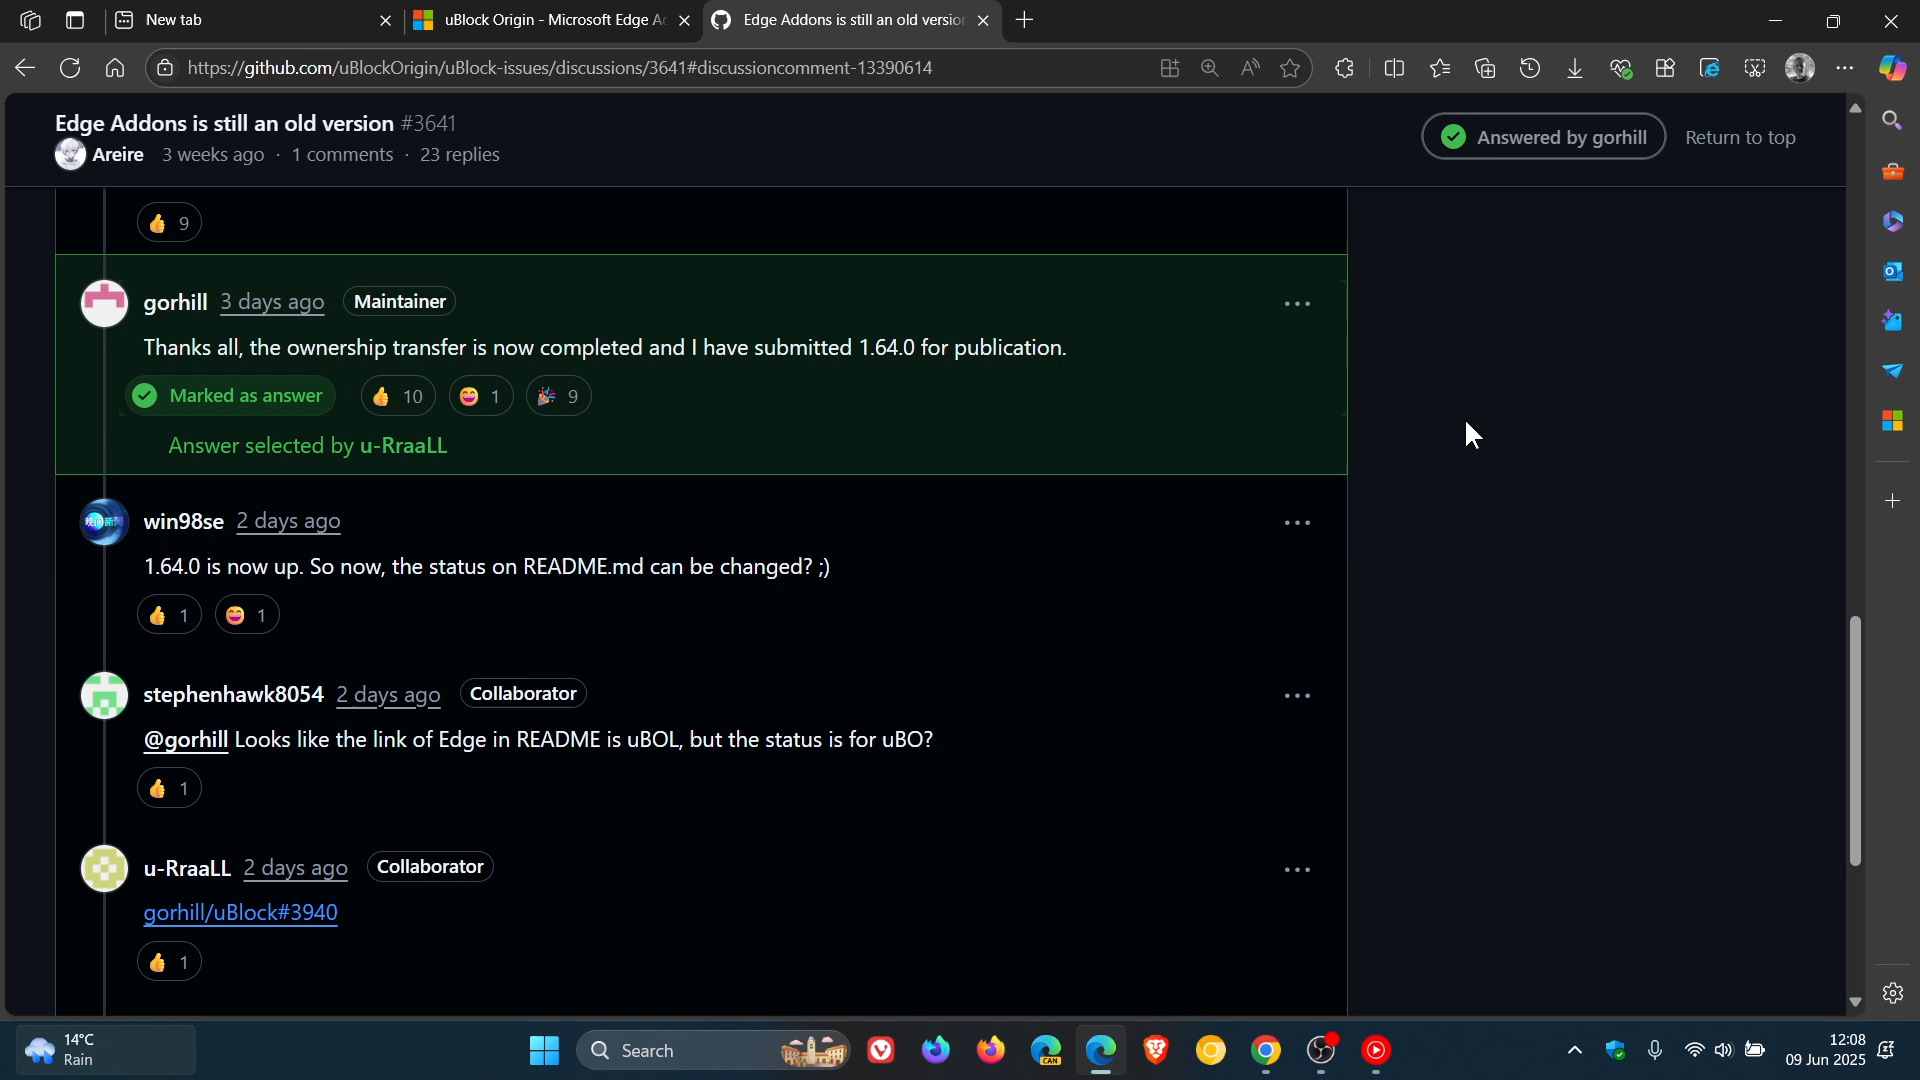 New tab
uBlock Origin - Microsoft Edge Ad
Edge Addons is still an old version
https://github.com/uBlockOrigin/uBlock-issues/discussions/3641#discussioncomment-13390614
Edge Addons is still an old version #3641
Areire 3 weeks ago · 1 comments · 23 replies
Answered by gorhill
Return to top
9
gorhill 3 days ago Maintainer
Thanks all, the ownership transfer is now completed and I have submitted 1.64.0 for publication.
Marked as answer 10 1 9
Answer selected by u-RraaLL
win98se 2 days ago
1.64.0 is now up. So now, the status on README.md can be changed? ;)
1 1
stephenhawk8054 2 days ago Collaborator
@gorhill Looks like the link of Edge in README is uBOL, but the status is for uBO?
1
u-RraaLL 2 days ago Collaborator
gorhill/uBlock#3940
1
14°C
Rain
Search
CAN
12:08
09 Jun 2025